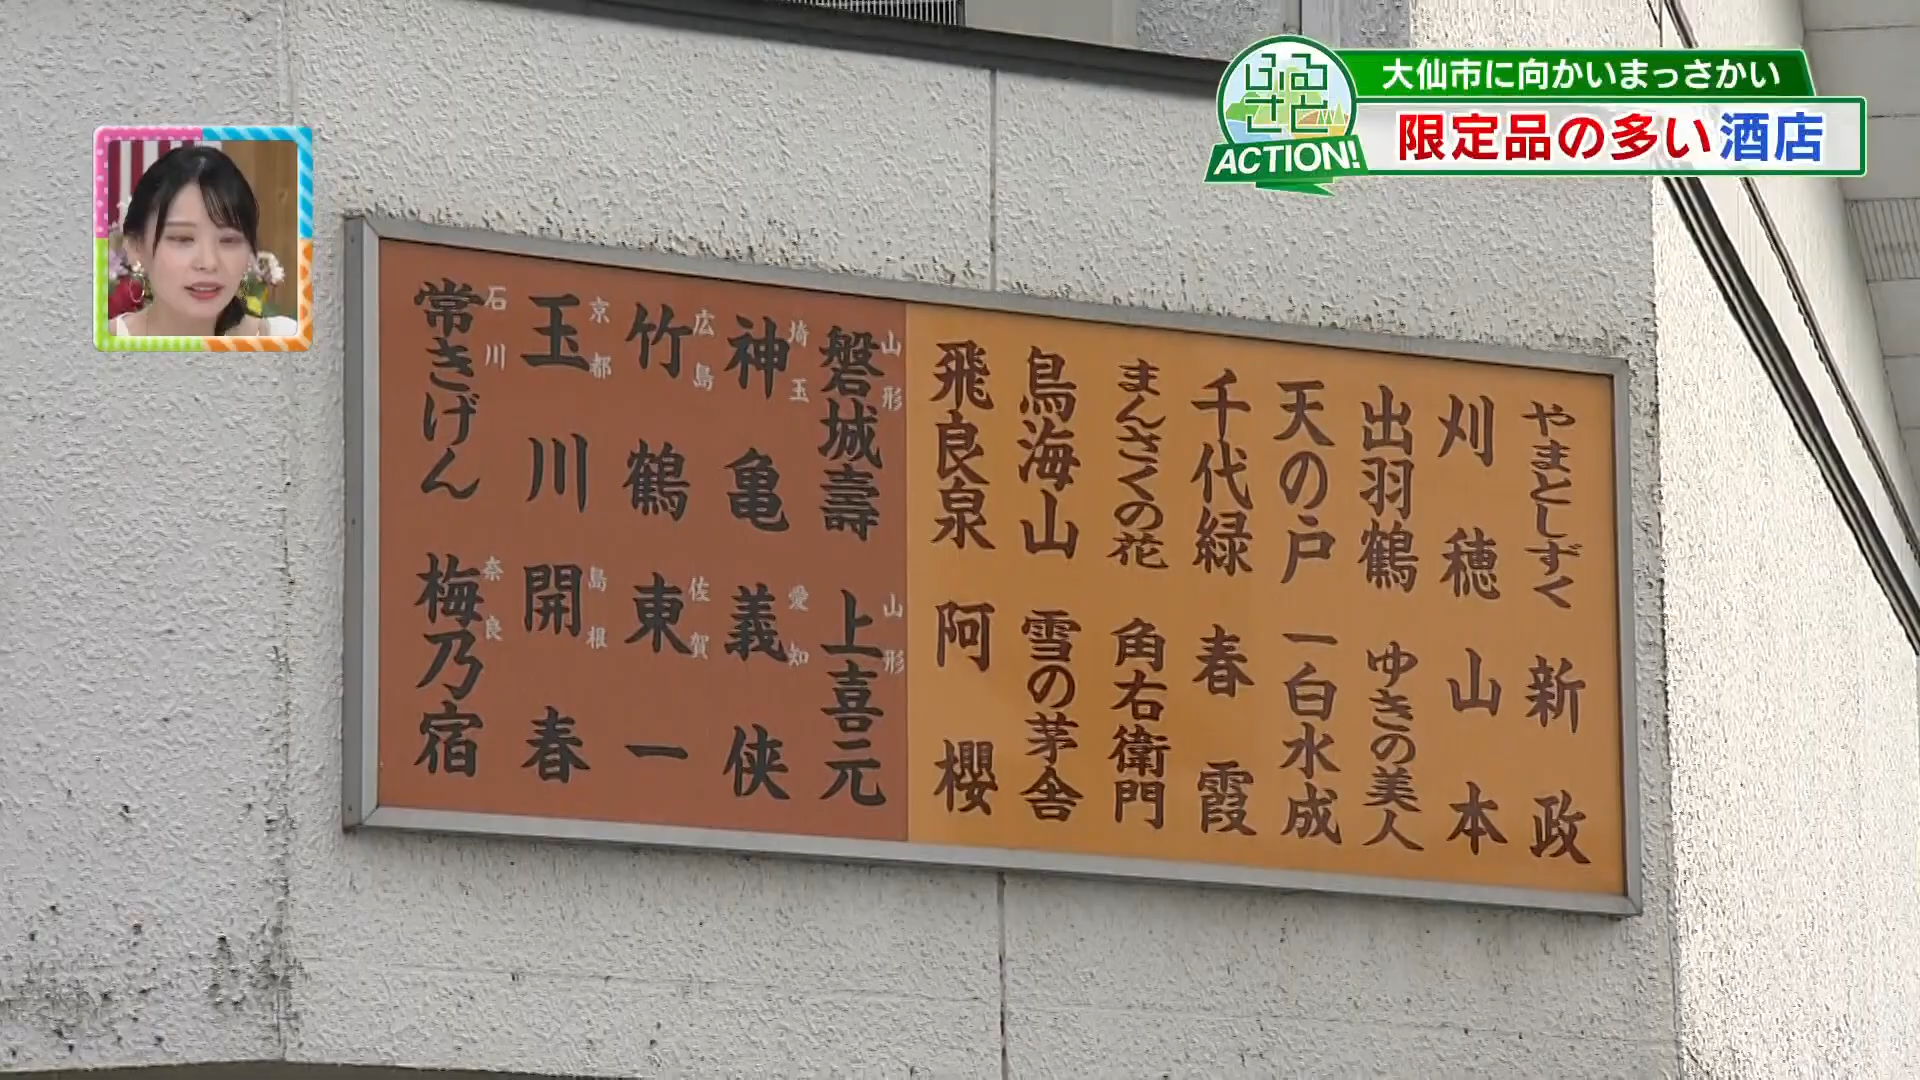 大仙市に向かいまっさかい
ふるさと
ACTION!
限定品の多い酒店
やまとしずく 新政
刈穂 山本
出羽鶴 ゆきの美人
天の戸 一白水成
千代緑 春霞
まんさくの花 角右衛門
鳥海山 雪の茅舎
飛良泉 阿櫻
山形 磐城壽 山形 上喜元
埼玉 神亀 愛知 義侠
広島 竹鶴 佐賀 東一
京都 玉川 島根 開春
石川 常きげん 奈良 梅乃宿